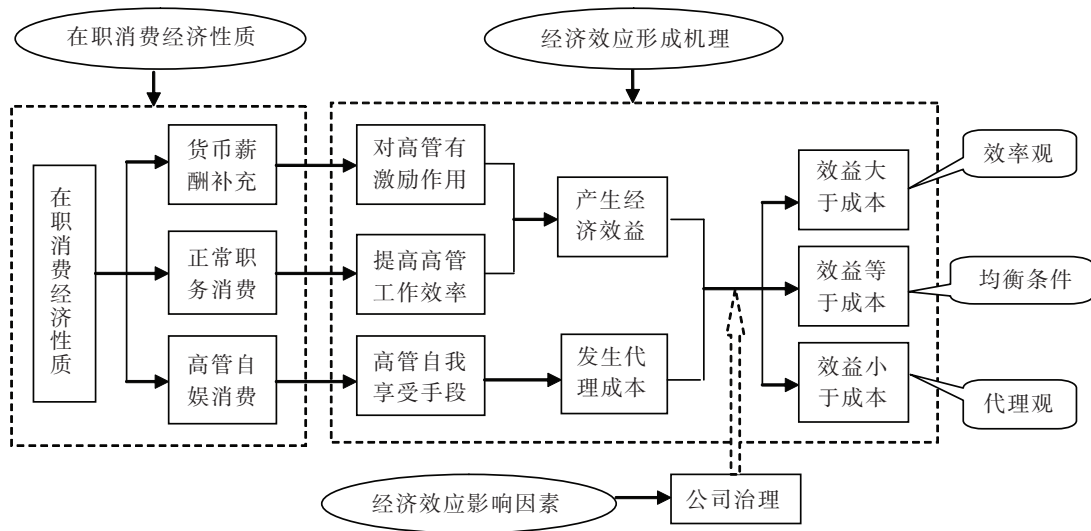 在职消费经济性质
经济效应形成机理
在职消费经济性质
货币薪
酬补充
正常职
务消费
高管自
娱消费
对高管有
激励作用
提高高管
工作效率
高管自我
享受手段
产生经
济效益
发生代
理成本
效益大
于成本
效益等
于成本
效益小
于成本
效率观
均衡条件
代理观
经济效应影响因素
公司治理